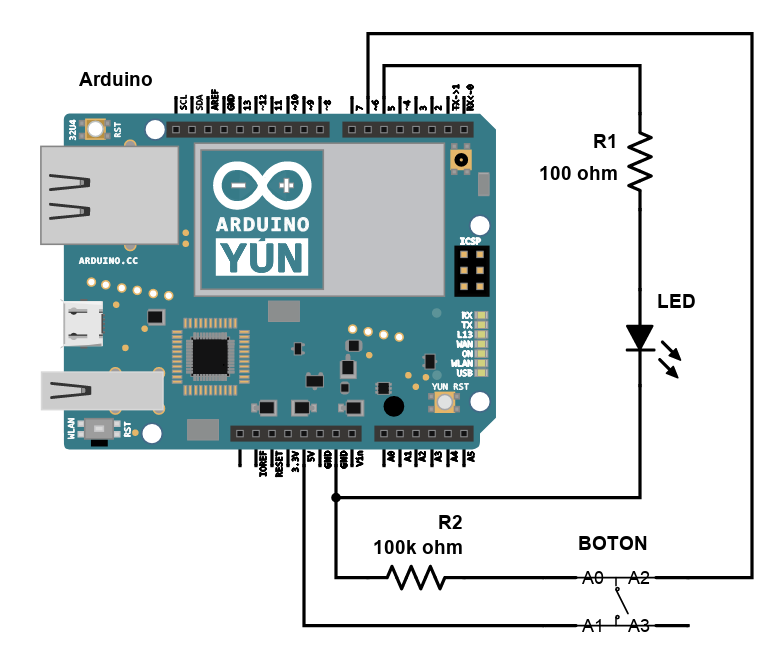 Arduino
SCL
SDA
AREF
GND
13
~12
11
~10
~9
~8
7
~6
5
~4
3
2
TX->1
RX<-0
32U4
RST
R1
100 ohm
ARDUINO
YÚN
ICSP
ARDUINO.CC
LED
RX
TX
L13
WAN
ON
WLAN
USB
YUN RST
WLAN
RST
IOREF
RESET
3.3V
5V
GND
GND
Vin
A0
A1
A2
A3
A4
A5
R2
100k ohm
BOTON
A0 A2
A1 A3